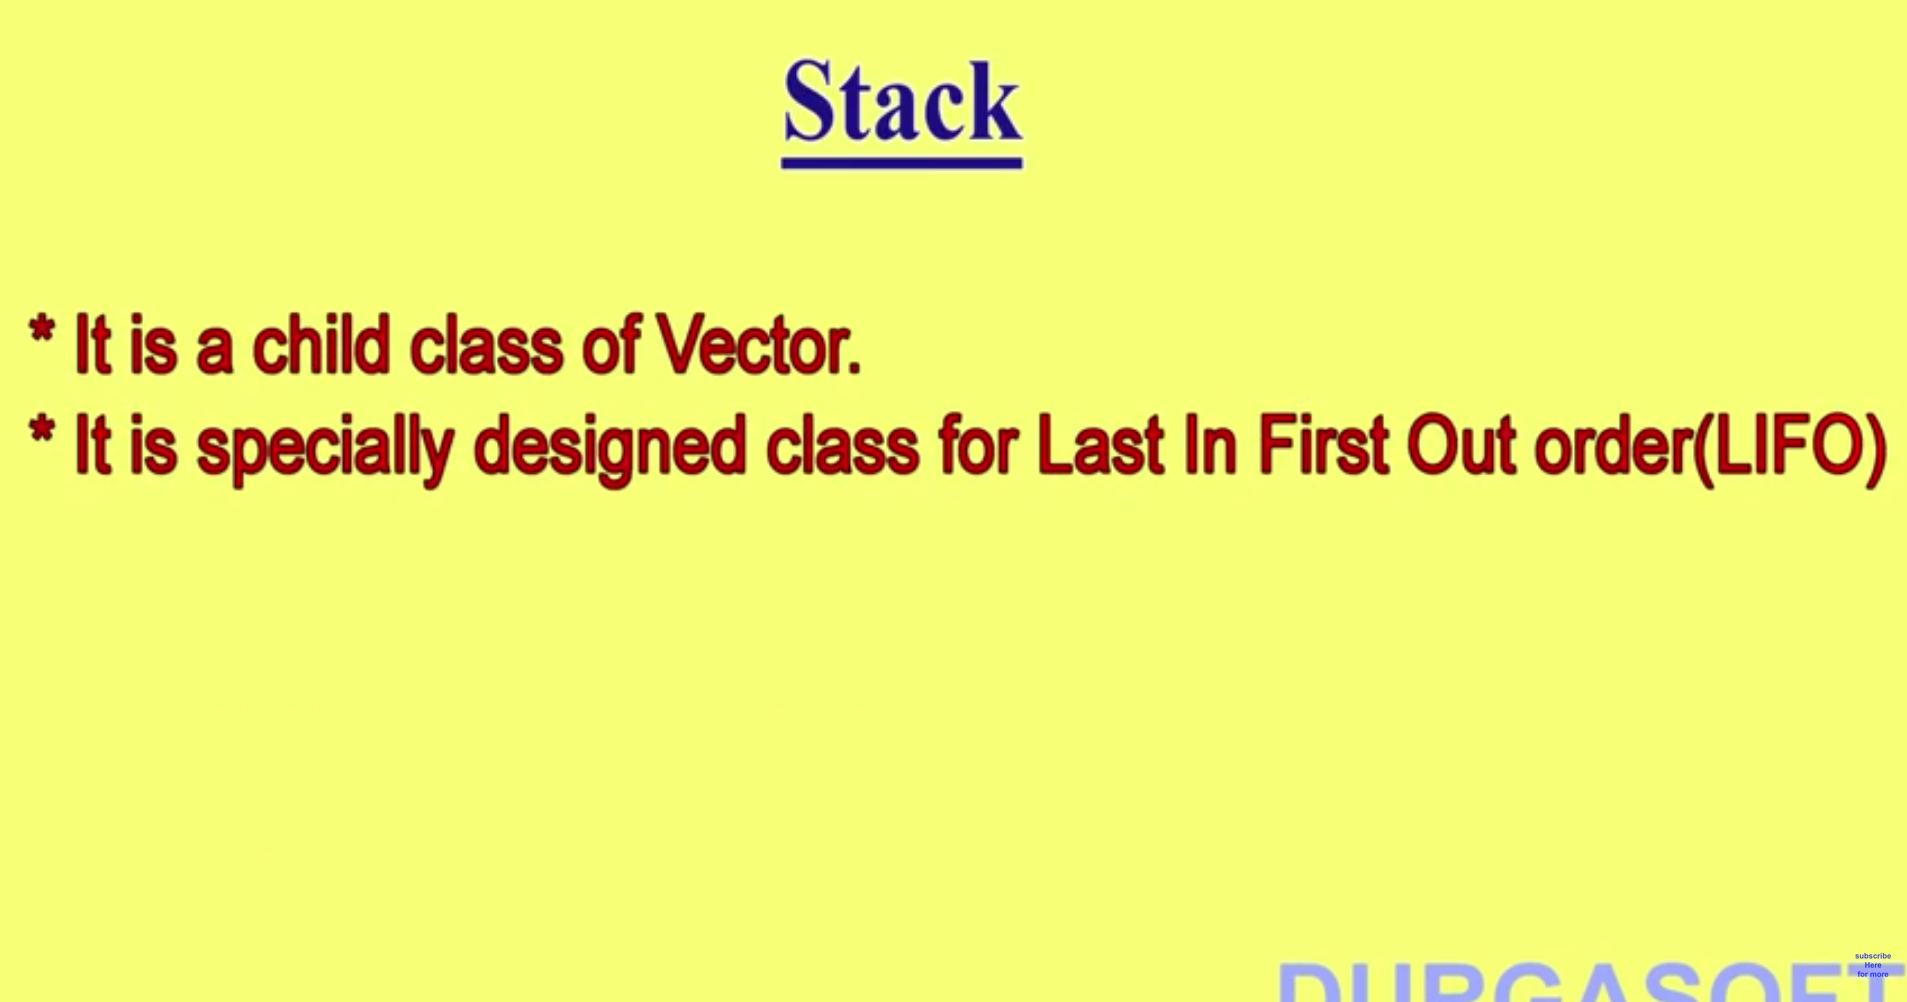 Stack
* It is a child class of Vector.
* It is specially designed class for Last In First Out order(LIFO)
DURGASOFT
subscribe
Here
for more